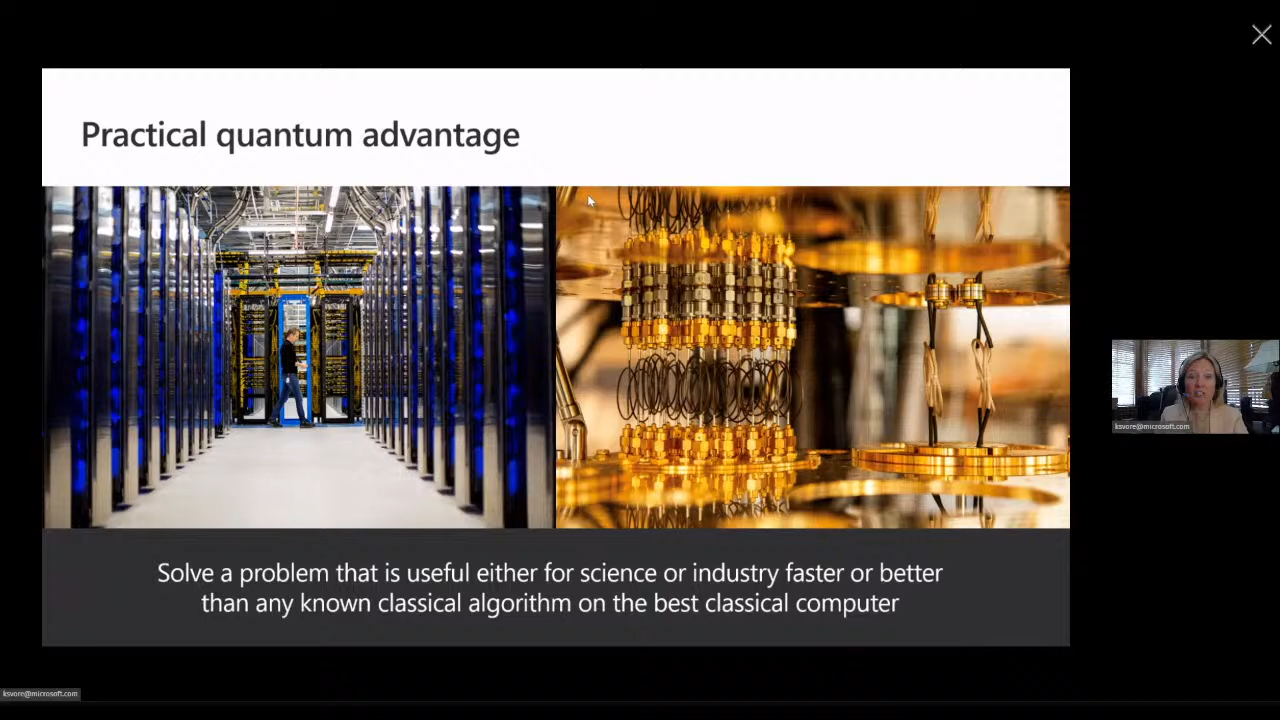 Practical quantum advantage
Solve a problem that is useful either for science or industry faster or better
than any known classical algorithm on the best classical computer
ksvore@microsoft.com
ksvore@microsoft.com